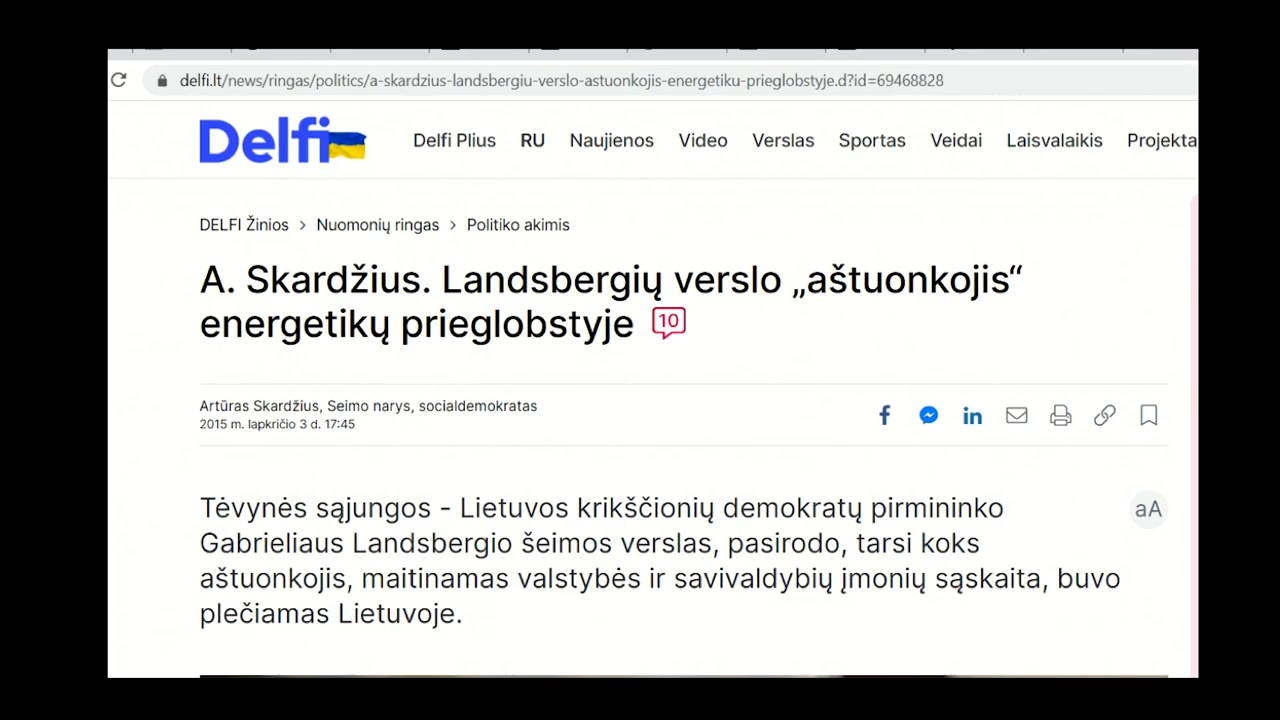 delfi.lt/news/ringas/politics/a-skardzius-landsbergiu-verslo-astuonkojis-energetiku-prieglobstyje.d?id=69468828
Delfi
Delfi Plius RU Naujienos Video Verslas Sportas Veidai Laisvalaikis Projekta
DELFI Žinios > Nuomonių ringas > Politiko akimis
A. Skardžius. Landsbergių verslo „aštuonkojis“
energetikų prieglobstyje 10
Artūras Skardžius, Seimo narys, socialdemokratas
2015 m. lapkričio 3 d. 17:45
f in
Tėvynės sąjungos - Lietuvos krikščionių demokratų pirmininko
aA
Gabrieliaus Landsbergio šeimos verslas, pasirodo, tarsi koks
aštuonkojis, maitinamas valstybės ir savivaldybių įmonių sąskaita, buvo
plečiamas Lietuvoje.